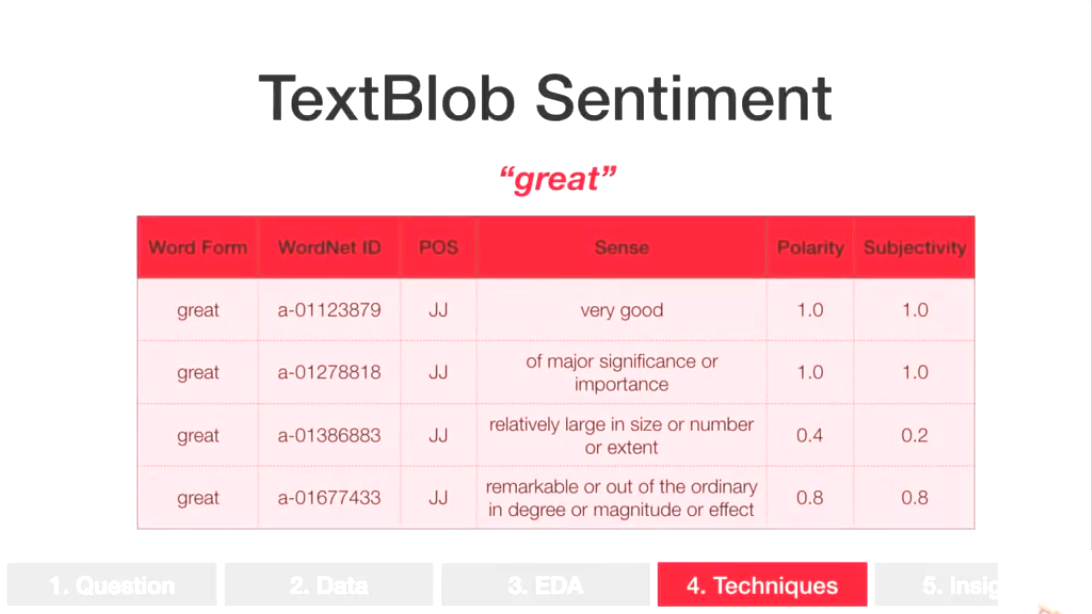 TextBlob Sentiment
“great”
Word Form WordNet ID POS Sense Polarity Subjectivity
great a-01123879 JJ very good 1.0 1.0
great a-01278818 JJ of major significance or importance 1.0 1.0
great a-01386883 JJ relatively large in size or number or extent 0.4 0.2
great a-01677433 JJ remarkable or out of the ordinary in degree or magnitude or effect 0.8 0.8
1. Question 2. Data 3. EDA 4. Techniques 5. Insig